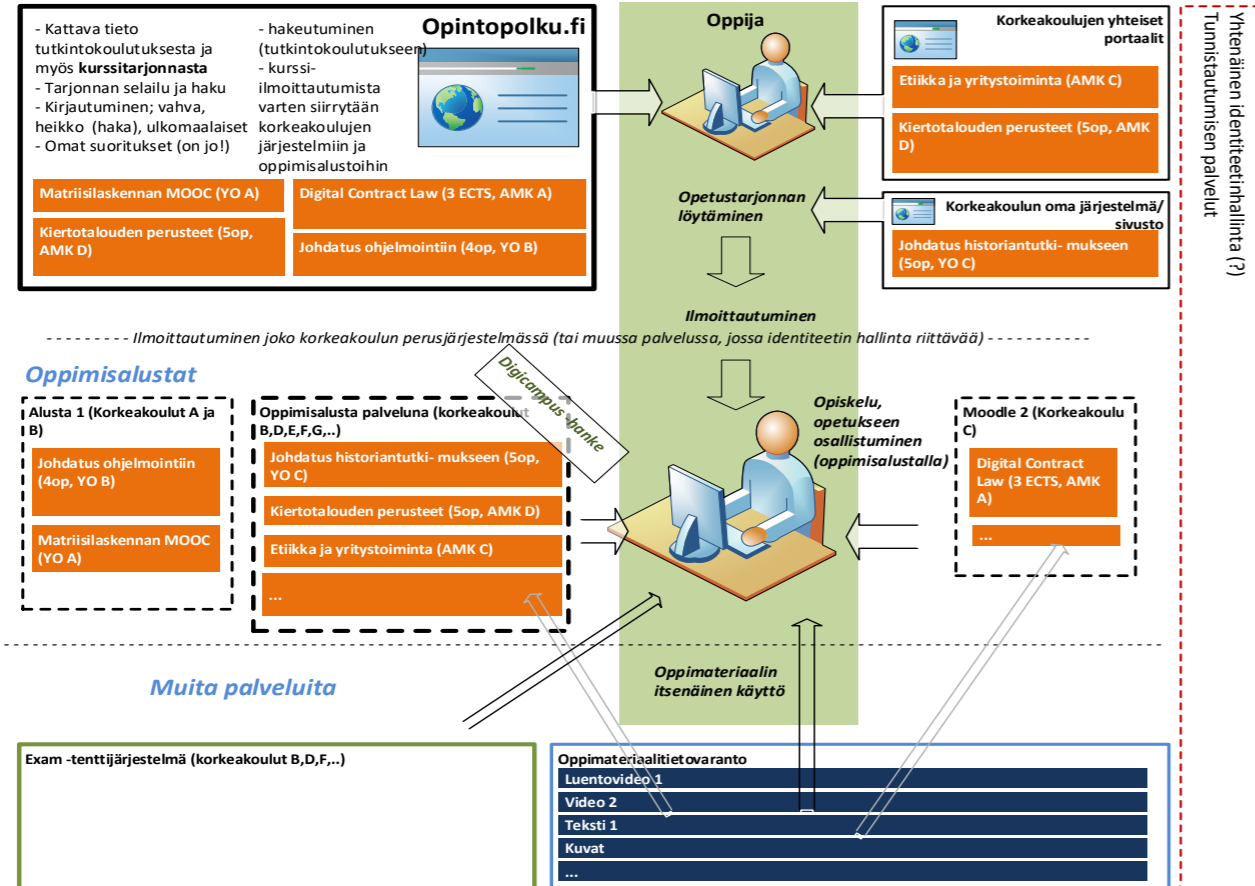 - Kattava tieto
tutkintokoulutuksesta ja
myös kurssitarjonnasta
- Tarjonnan selailu ja haku
- Kirjautuminen; vahva,
heikko (haka), ulkomaalaiset
- Omat suoritukset (on jo!)
- hakeutuminen
(tutkintokoulutukseen)
- kurssi-
ilmoittautumista
varten siirrytään
korkeakoulujen
järjestelmiin ja
oppimisalustoihin
Opintopolku.fi
Matriisilaskennan MOOC (YO A)
Kiertotalouden perusteet (5op,
AMK D)
Digital Contract Law (3 ECTS, AMK A)
Johdatus ohjelmointiin (4op, YO B)
Oppija
Korkeakoulujen yhteiset
portaalit
Etiikka ja yritystoiminta (AMK C)
Kiertotalouden perusteet (5op, AMK
D)
Opetustarjonnan
löytäminen
Korkeakoulun oma järjestelmä/
sivusto
Johdatus historiantutki- mukseen
(5op, YO C)
Yhtenäinen identiteetinhallinta (?)
Tunnistautumisen palvelut
Ilmoittautuminen
Ilmoittautuminen joko korkeakoulun perusjärjestelmässä (tai muussa palvelussa, jossa identiteetin hallinta riittävää)
Oppimisalustat
Alusta 1 (Korkeakoulut A ja
B)
Johdatus ohjelmointiin
(4op, YO B)
Matriisilaskennan MOOC
(YO A)
Oppimisalusta palveluna (korkeakoulut
B,D,E,F,G,..)
Johdatus historiantutki- mukseen (5op,
YO C)
Kiertotalouden perusteet (5op, AMK D)
Etiikka ja yritystoiminta (AMK C)
...
Digicampus-hanke
Opiskelu,
opetukseen
osallistuminen
(oppimisalustalla)
Moodle 2 (Korkeakoulu
C)
Digital Contract
Law (3 ECTS, AMK
A)
...
Muita palveluita
Oppimateriaalin
itsenäinen käyttö
Exam -tenttijärjestelmä (korkeakoulut B,D,F,..)
Oppimateriaalitietovaranto
Luentovideo 1
Video 2
Teksti 1
Kuvat
...